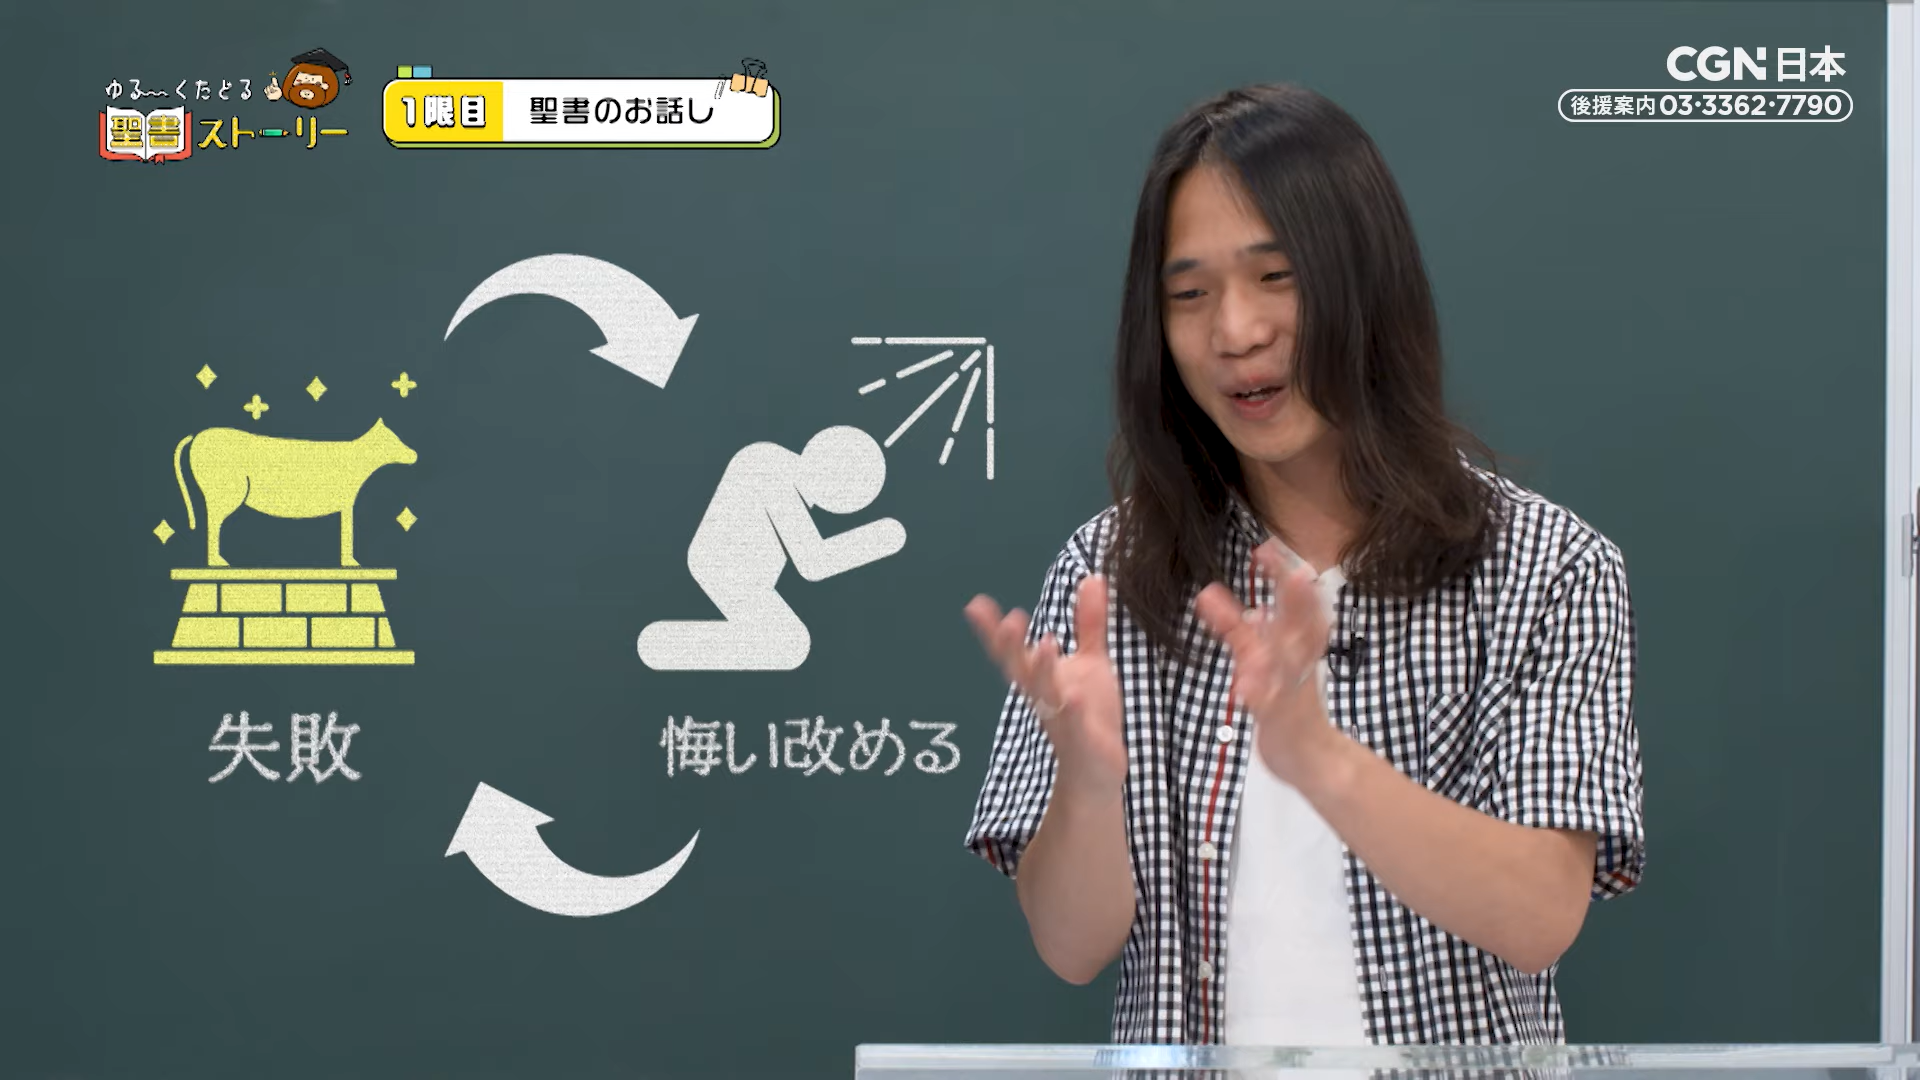 ゆる〜くたどる
聖書ストーリー
1限目 聖書のお話し
CGN日本
後援案内 03・3362・7790
失敗
悔い改める